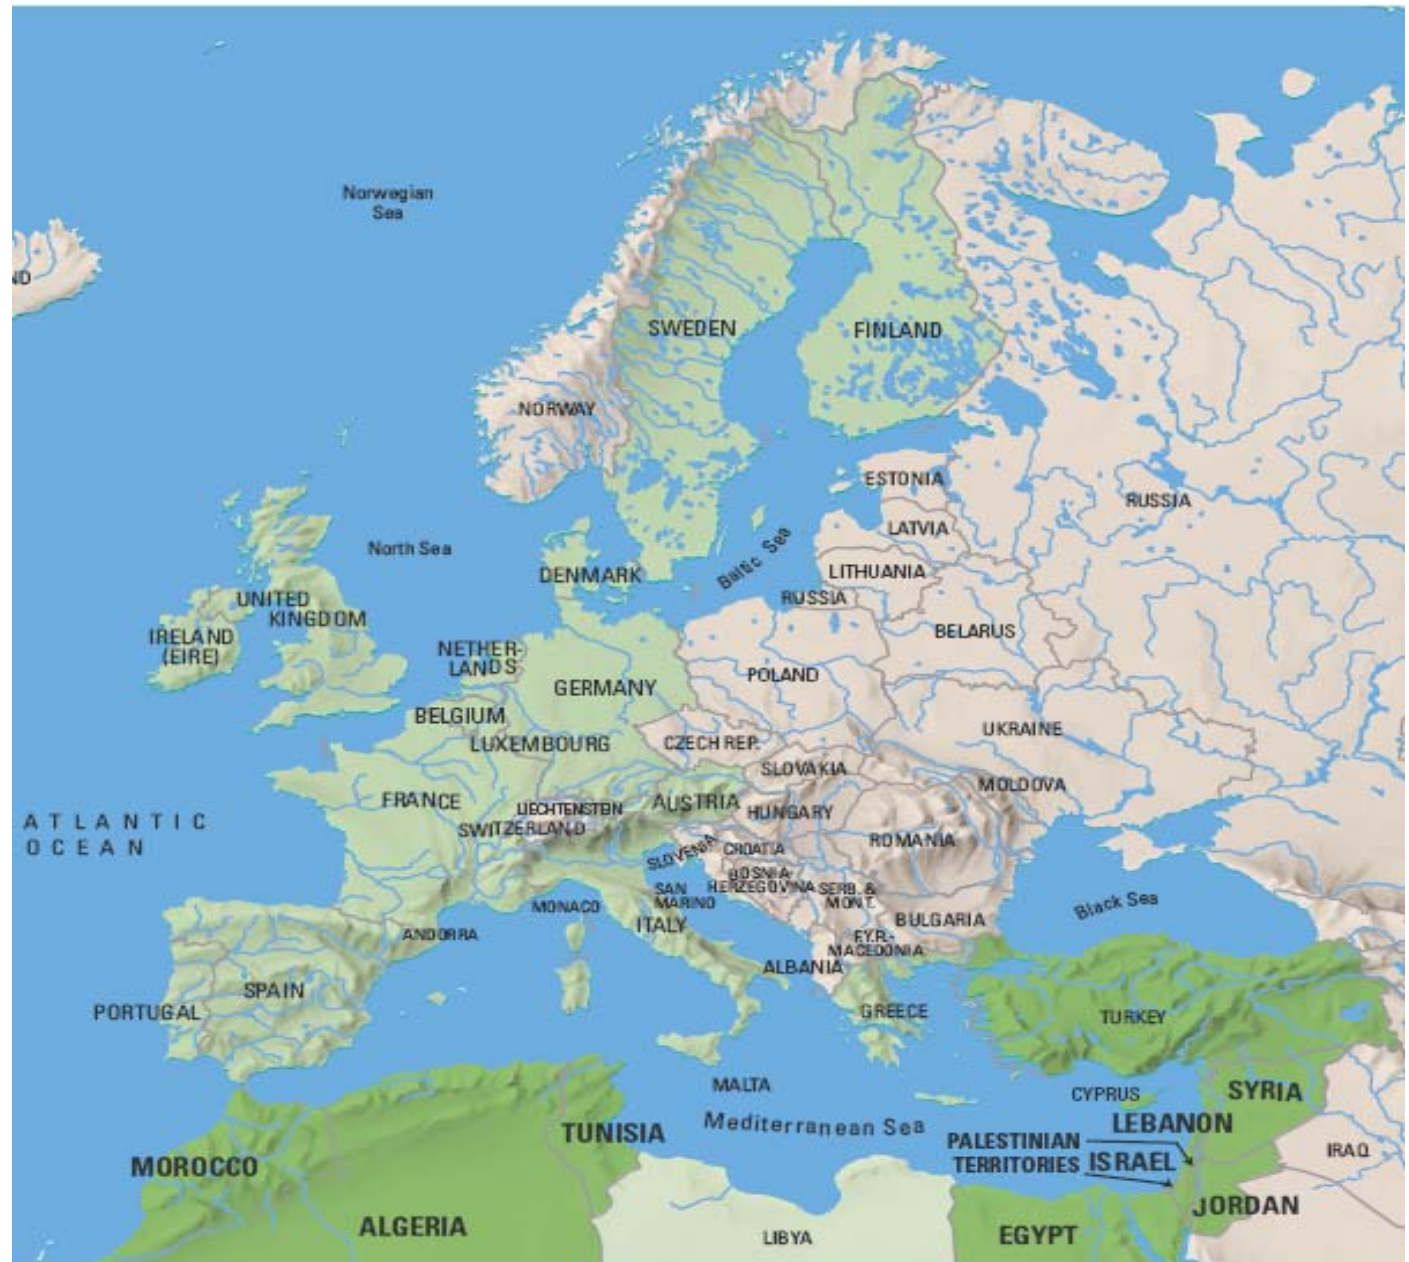 Norwegian
Sea
ND
SWEDEN
FINLAND
NORWAY
ESTONIA
RUSSIA
LATVIA
North Sea
Baltic Sea
DENMARK
LITHUANIA
RUSSIA
UNITED
KINGDOM
IRELAND
(EIRE)
BELARUS
NETHER-
LANDS
GERMANY
POLAND
BELGIUM
LUXEMBOURG
CZECH REP.
UKRAINE
SLOVAKIA
MOLDOVA
FRANCE
LIECHTENSTEIN
AUSTRIA
HUNGARY
SWITZERLAND
ATLANTIC
OCEAN
ROMANIA
SLOVENIA
CROATIA
BOSNIA-
HERZEGOVINA
SERB. &
MONT.
SAN
MARINO
MONACO
ITALY
BULGARIA
Black Sea
ANDORRA
F.Y.R.-
MACEDONIA
ALBANIA
SPAIN
PORTUGAL
GREECE
TURKEY
MALTA
CYPRUS
SYRIA
Mediterranean Sea
LEBANON
TUNISIA
PALESTINIAN
TERRITORIES
ISRAEL
IRAQ
MOROCCO
JORDAN
ALGERIA
LIBYA
EGYPT